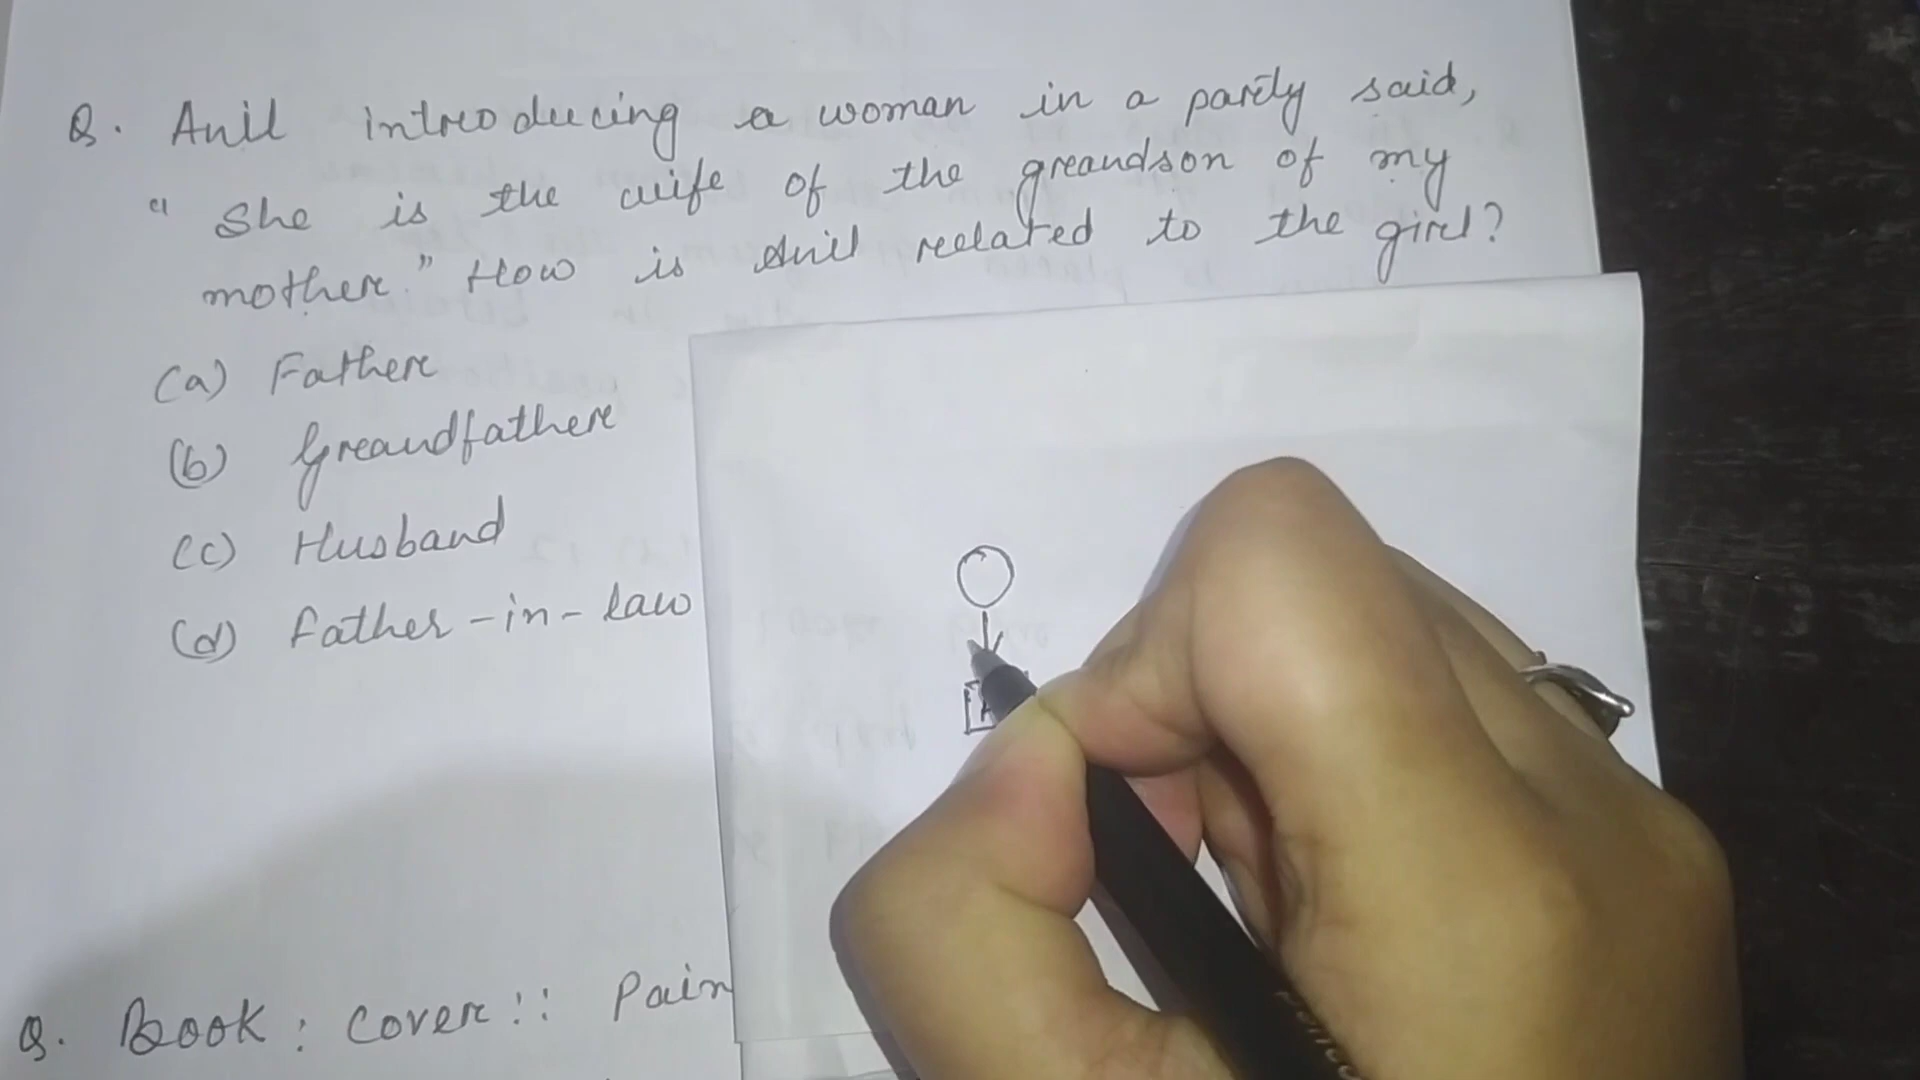 Q. Anil introducing a woman in a party said,
" She is the wife of the grandson of my
mother." How is Anil related to the girl?
(a) Father
(b) Grandfather
(c) Husband
(d) Father-in-law
A
Q. Book : Cover ::